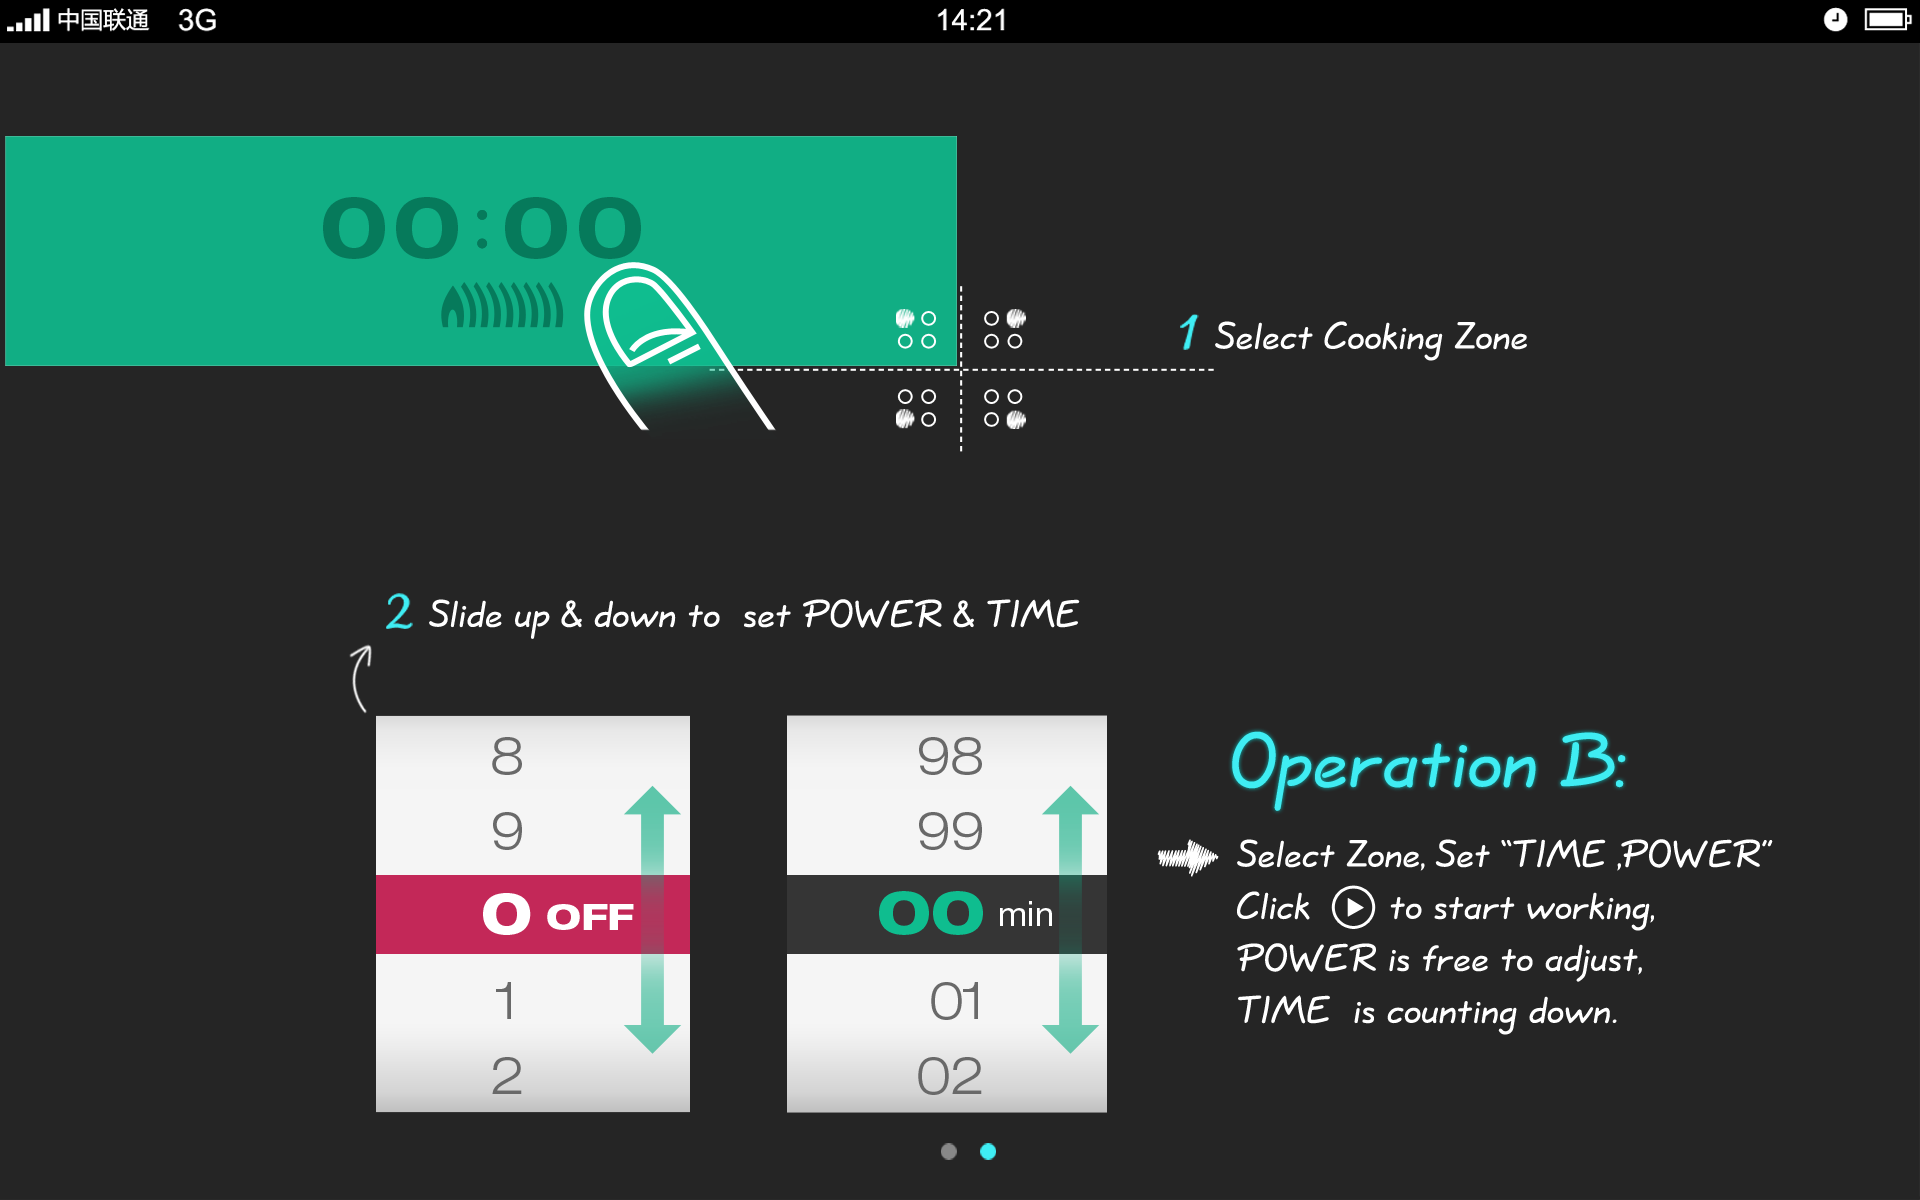 中国联通 3G 14:21
00:00
1 Select Cooking Zone
2 Slide up & down to set POWER & TIME
8
9
0 OFF
1
2
98
99
00 min
01
02
Operation B:
Select Zone, Set “TIME ,POWER”
Click to start working,
POWER is free to adjust,
TIME is counting down.